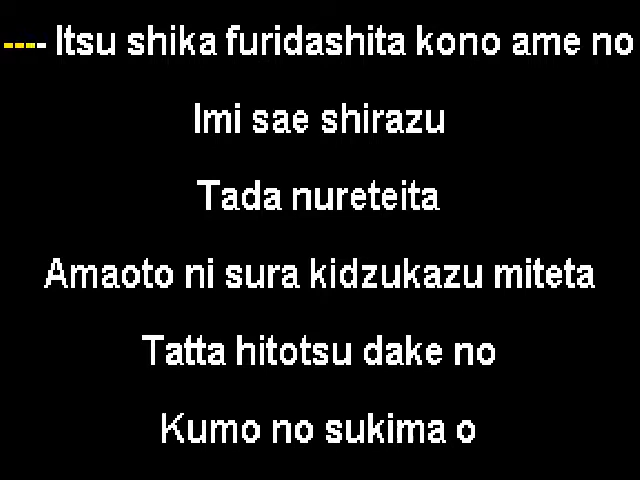 ---- Itsu shika furidashita kono ame no
Imi sae shirazu
Tada nureteita
Amaoto ni sura kidzukazu miteta
Tatta hitotsu dake no
Kumo no sukima o